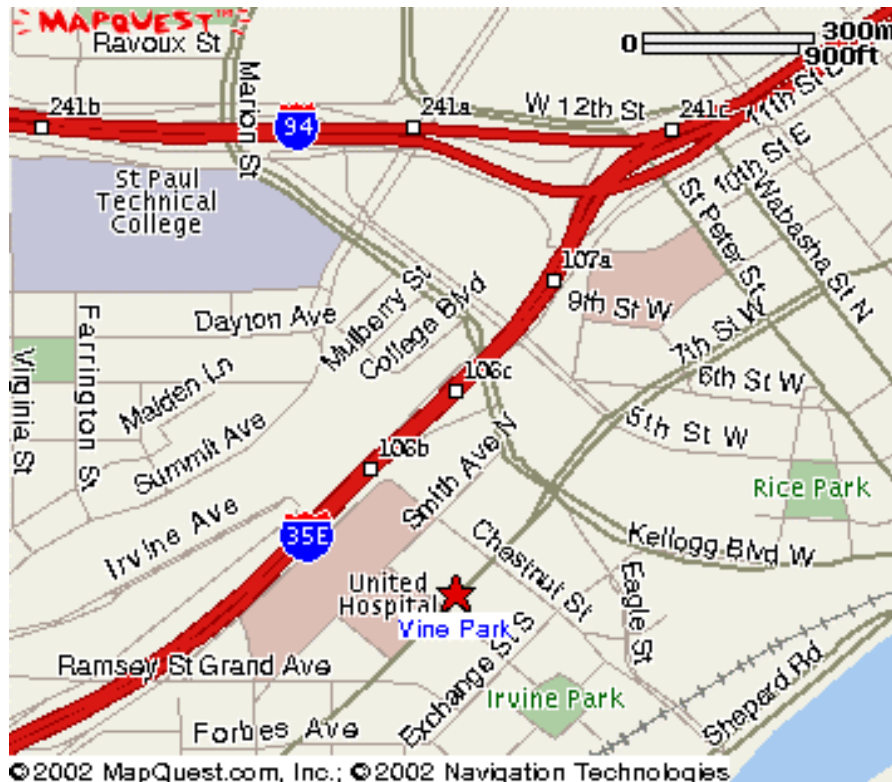 MAPQUEST™
Ravoux St
0
300m
900ft
Marion St
241b
241a
W 12th St
241c
11th St E
94
10th St E
St Paul
Technical
College
St Peter St
Wabasha St N
107a
Mulberry St
College Blvd
9th St W
Farrington St
Dayton Ave
7th St W
Virginia St
Maiden Ln
106c
6th St W
5th St W
Summit Ave
106b
Smith Ave N
Rice Park
Irvine Ave
35E
Chestnut St
Kellogg Blvd W
Eagle St
United
Hospital
Vine Park
Exchange St S
Ramsey St
Grand Ave
Irvine Park
Sheperd Rd
Forbes Ave
©2002 MapQuest.com, Inc.; ©2002 Navigation Technologies